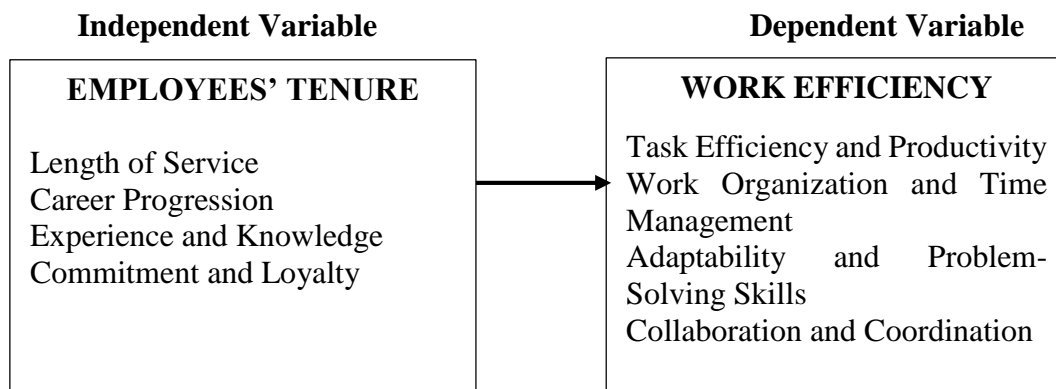 Independent Variable
Dependent Variable
EMPLOYEES’ TENURE
Length of Service
Career Progression
Experience and Knowledge
Commitment and Loyalty
WORK EFFICIENCY
Task Efficiency and Productivity
Work Organization and Time
Management
Adaptability and Problem-
Solving Skills
Collaboration and Coordination